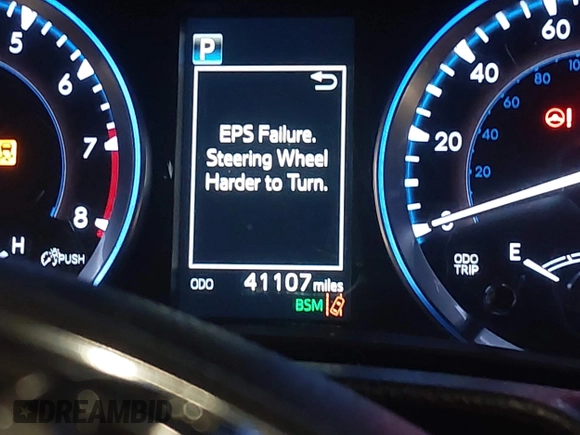 5
6
7
8
H
PUSH
P
EPS Failure.
Steering Wheel
Harder to Turn.
ODO
41107 miles
BSM
60
40
20
0
80
60
40
20
ODO
TRIP
E
DREAMBID